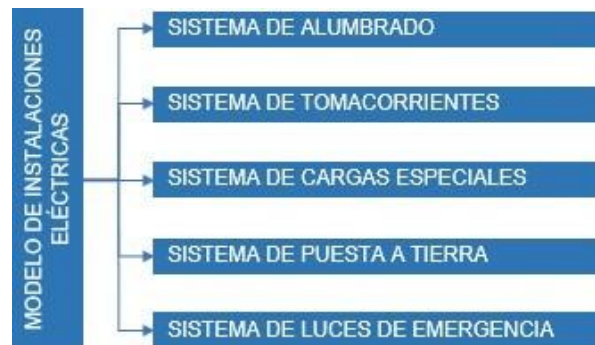 MODELO DE INSTALACIONES
ELÉCTRICAS
SISTEMA DE ALUMBRADO
SISTEMA DE TOMACORRIENTES
SISTEMA DE CARGAS ESPECIALES
SISTEMA DE PUESTA A TIERRA
SISTEMA DE LUCES DE EMERGENCIA